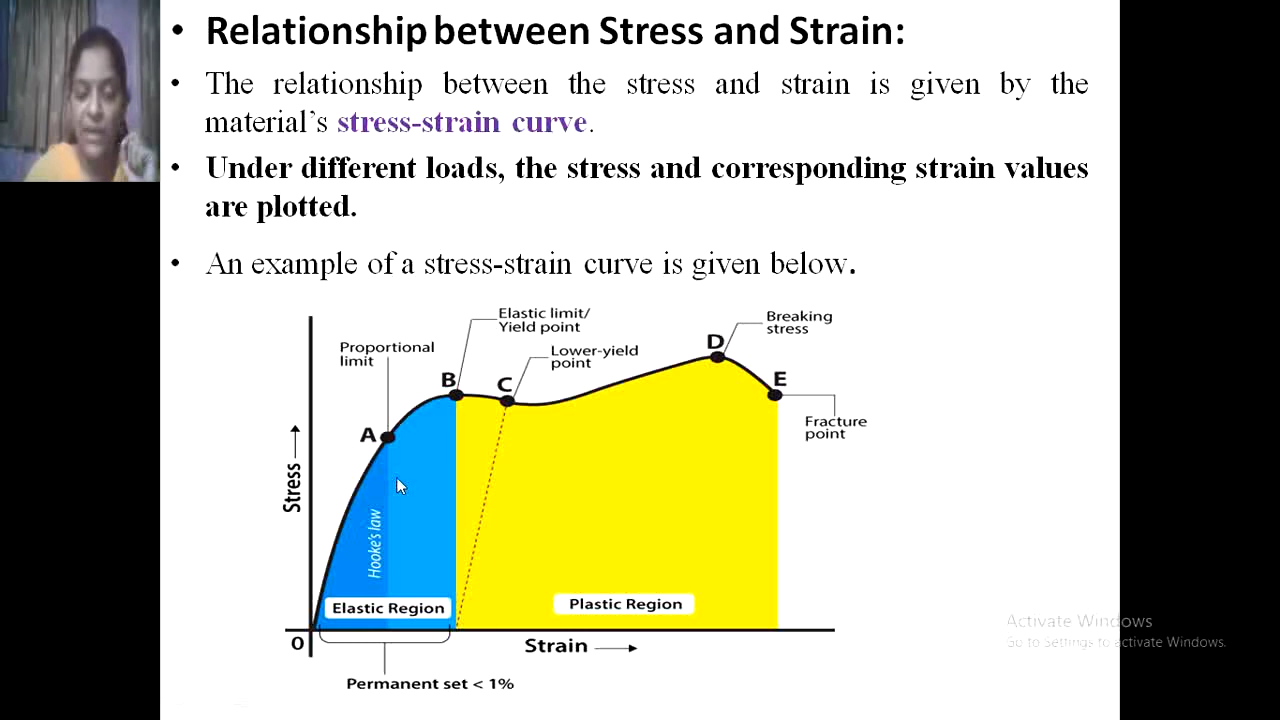 • Relationship between Stress and Strain:
• The relationship between the stress and strain is given by the
material's stress-strain curve.
• Under different loads, the stress and corresponding strain values
are plotted.
• An example of a stress-strain curve is given below.
Elastic limit/
Yield point
Breaking
stress
Proportional
limit
Lower-yield
point
D
B
C
E
A
Fracture
point
Stress
Hooke's law
Elastic Region
Plastic Region
O
Strain
Permanent set < 1%
Activate Windows
Go to Settings to activate Windows.